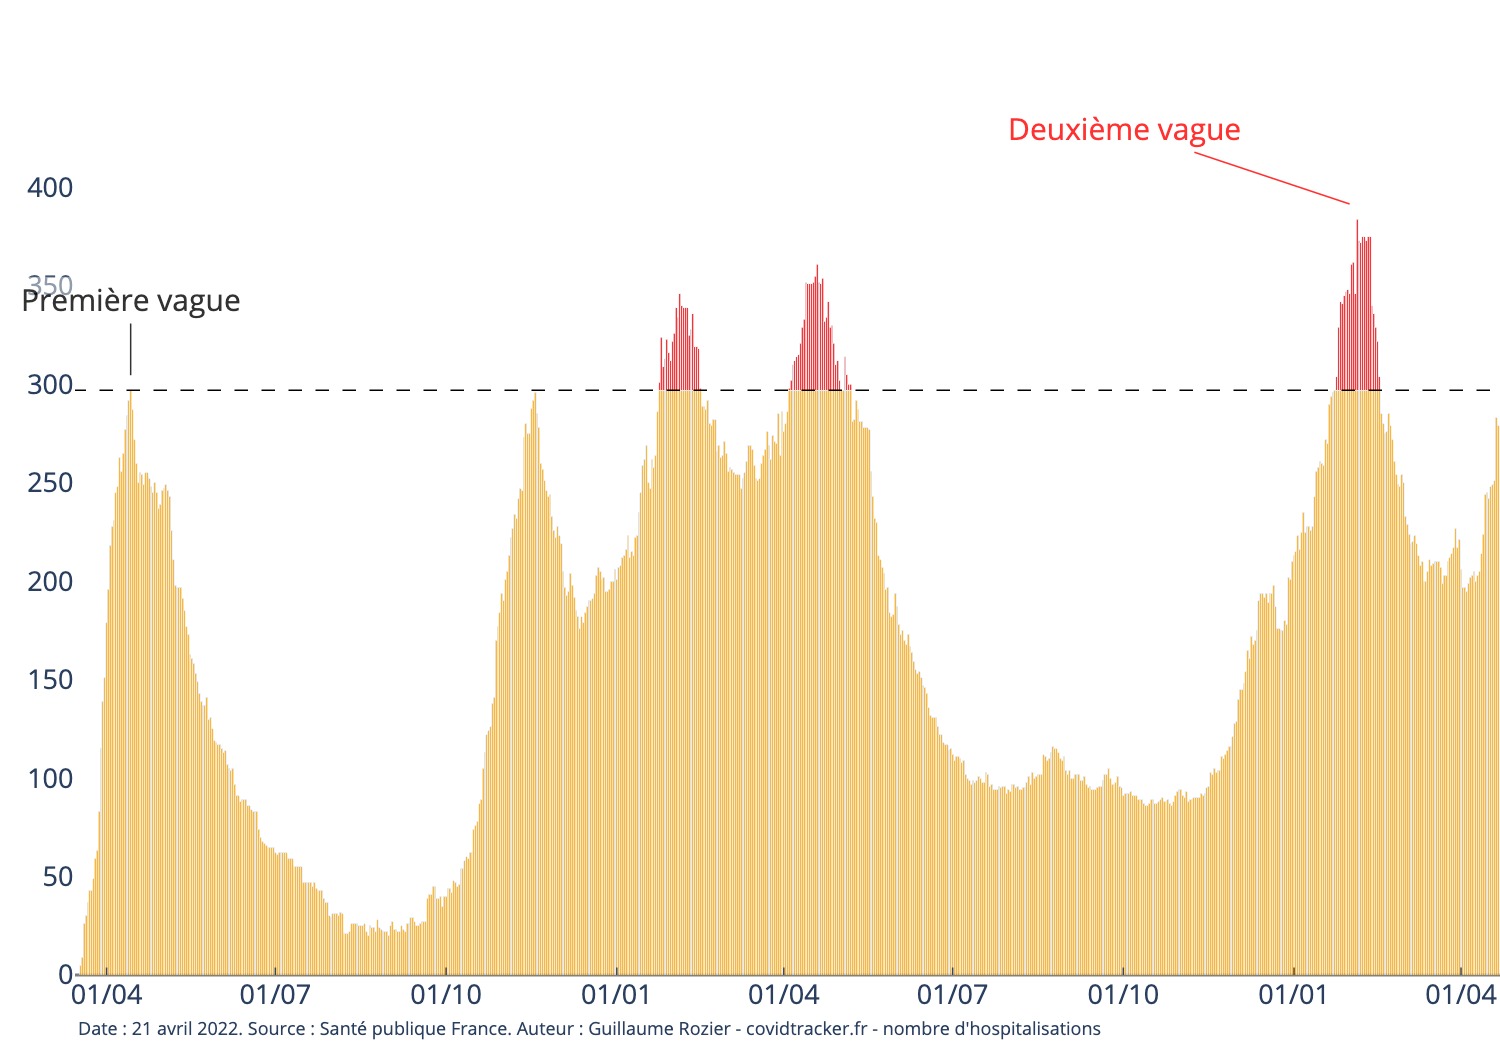 Deuxième vague
400
350
Première vague
300
250
200
150
100
50
0
01/04 01/07 01/10 01/01 01/04 01/07 01/10 01/01 01/04
Date : 21 avril 2022. Source : Santé publique France. Auteur : Guillaume Rozier - covidtracker.fr - nombre d'hospitalisations